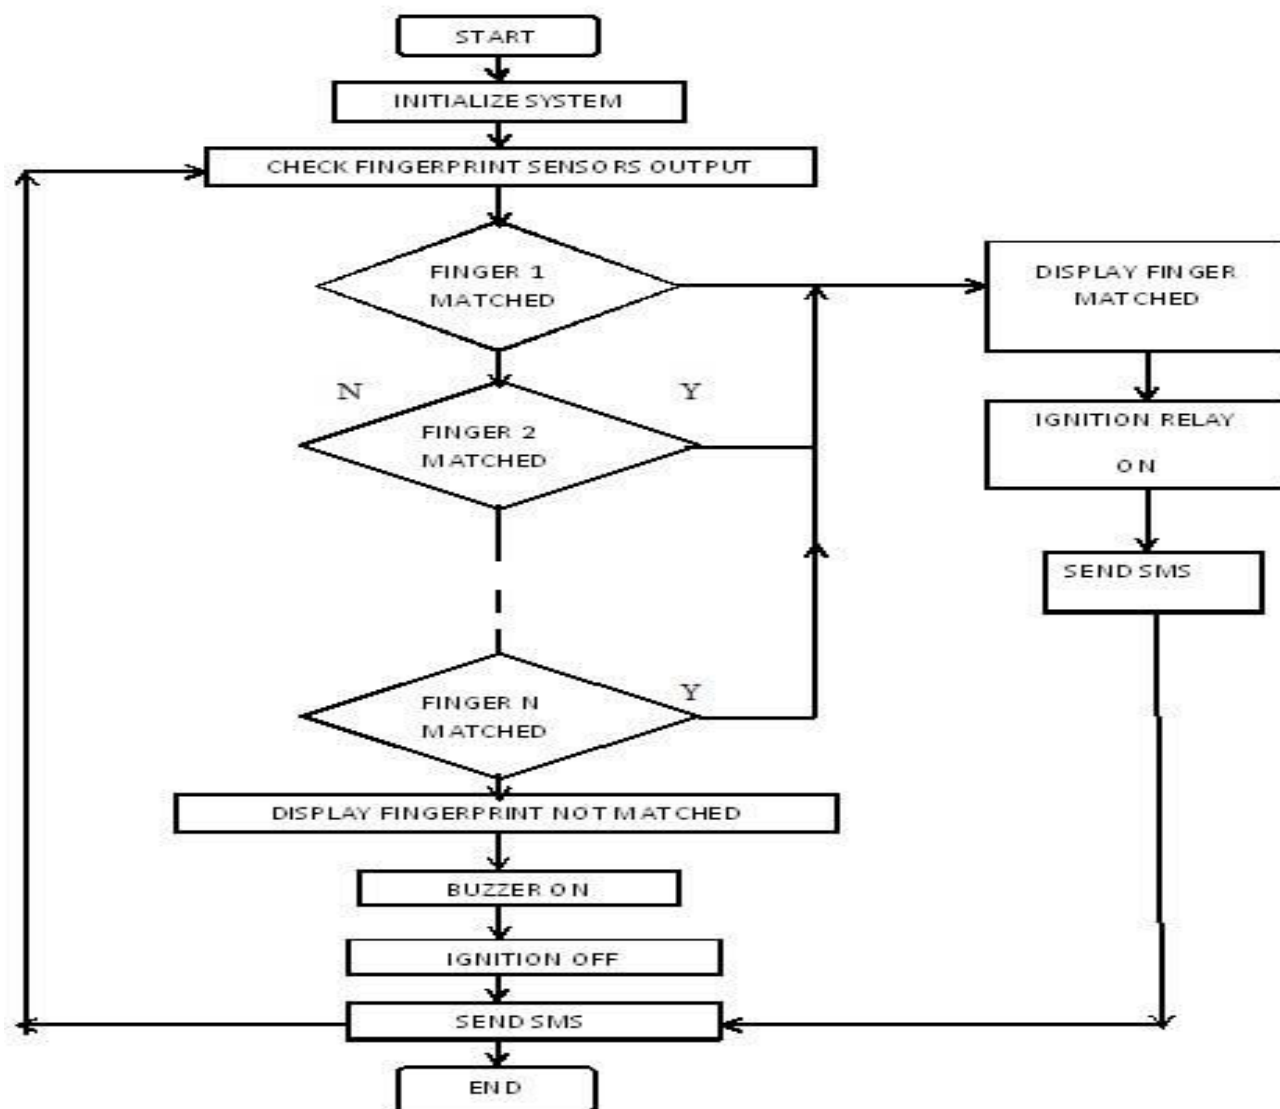 START
INITIALIZE SYSTEM
CHECK FINGERPRINT SENSORS OUTPUT
FINGER 1
MATCHED
DISPLAY FINGER
MATCHED
N
Y
FINGER 2
MATCHED
IGNITION RELAY
ON
SEND SMS
FINGER N
MATCHED
Y
DISPLAY FINGERPRINT NOT MATCHED
BUZZER ON
IGNITION OFF
SEND SMS
END